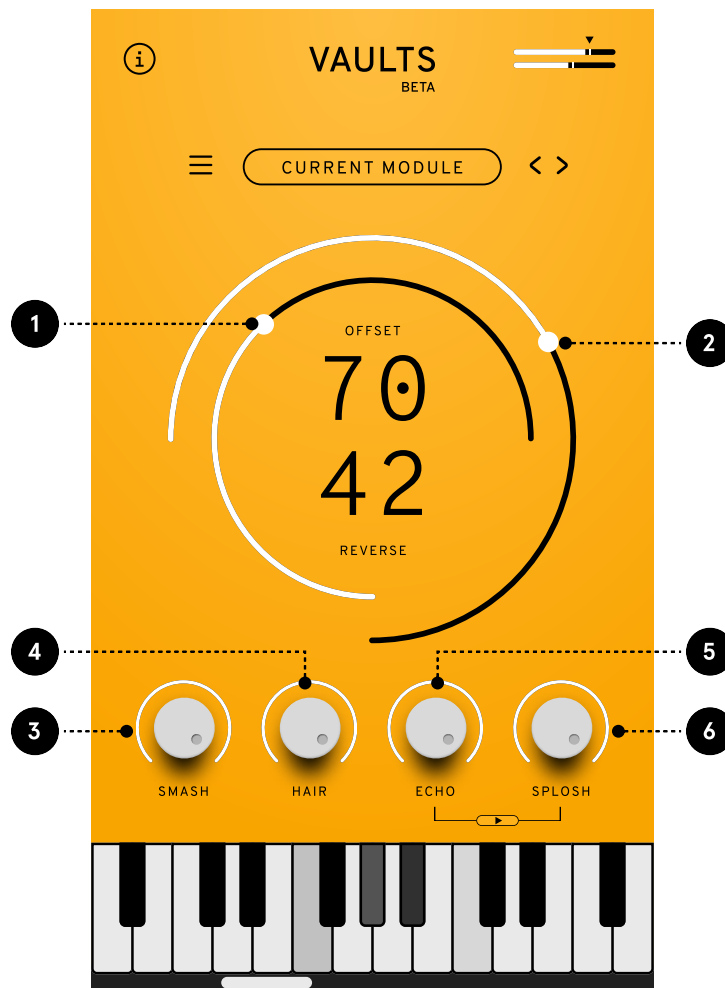 VAULTS
BETA
CURRENT MODULE
1
OFFSET
2
70
42
REVERSE
4
5
3
6
SMASH
HAIR
ECHO
SPLOSH